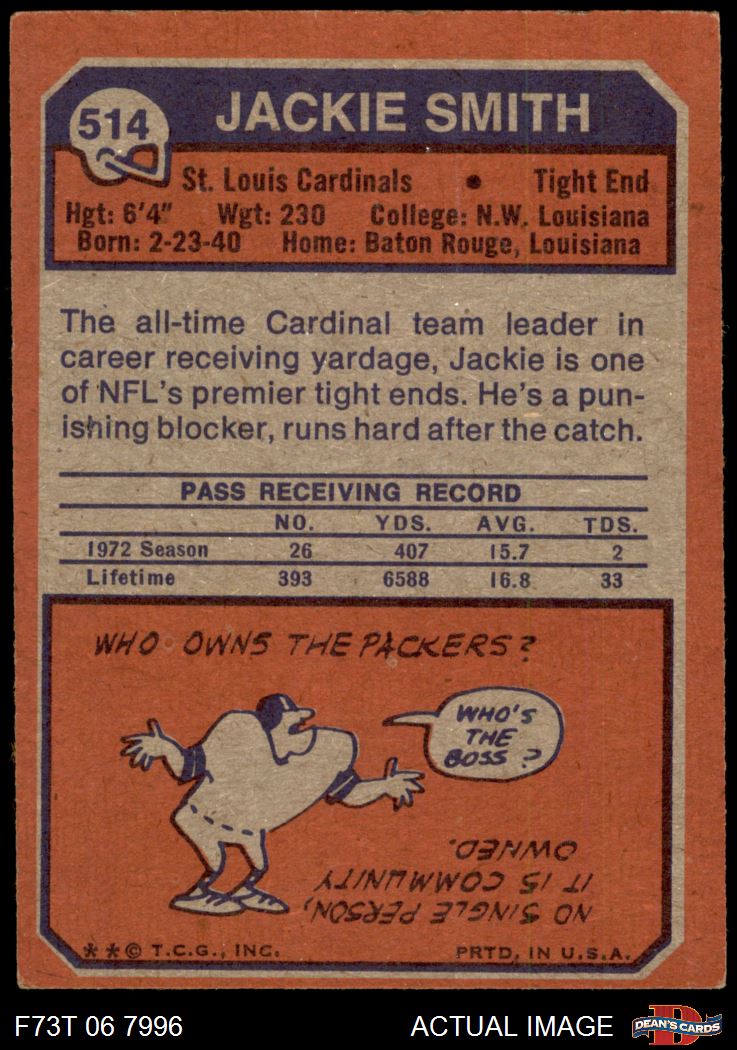 514
JACKIE SMITH
St. Louis Cardinals • Tight End
Hgt: 6'4" Wgt: 230 College: N.W. Louisiana
Born: 2-23-40 Home: Baton Rouge, Louisiana
The all-time Cardinal team leader in
career receiving yardage, Jackie is one
of NFL's premier tight ends. He's a pun-
ishing blocker, runs hard after the catch.
PASS RECEIVING RECORD
NO. YDS. AVG. TDS.
1972 Season 26 407 15.7 2
Lifetime 393 6588 16.8 33
WHO OWNS THE PACKERS?
WHO'S
THE
BOSS ?
NO SINGLE PERSON,
IT IS COMMUNITY
OWNED.
**© T.C.G., INC. PRTD, IN U.S.A.
F73T 06 7996 ACTUAL IMAGE
D
DEAN'S CARDS